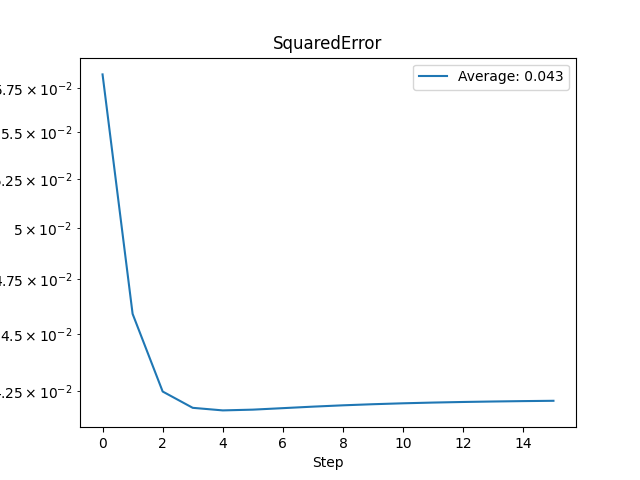 SquaredError
Average: 0.043
5.75 × 10⁻²
5.5 × 10⁻²
5.25 × 10⁻²
5 × 10⁻²
4.75 × 10⁻²
4.5 × 10⁻²
4.25 × 10⁻²
0 2 4 6 8 10 12 14
Step